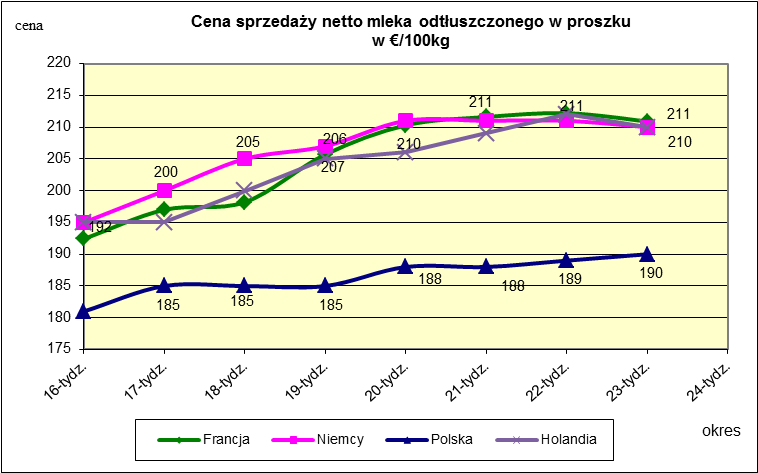 cena
Cena sprzedaży netto mleka odtłuszczonego w proszku
w €/100kg
220
215
210
205
200
195
190
185
180
175
192
200
205
206
207
210
211
211
211
210
185
185
185
188
188
189
190
16-tydz.
17-tydz.
18-tydz.
19-tydz.
20-tydz.
21-tydz.
22-tydz.
23-tydz.
24-tydz.
okres
Francja Niemcy Polska Holandia